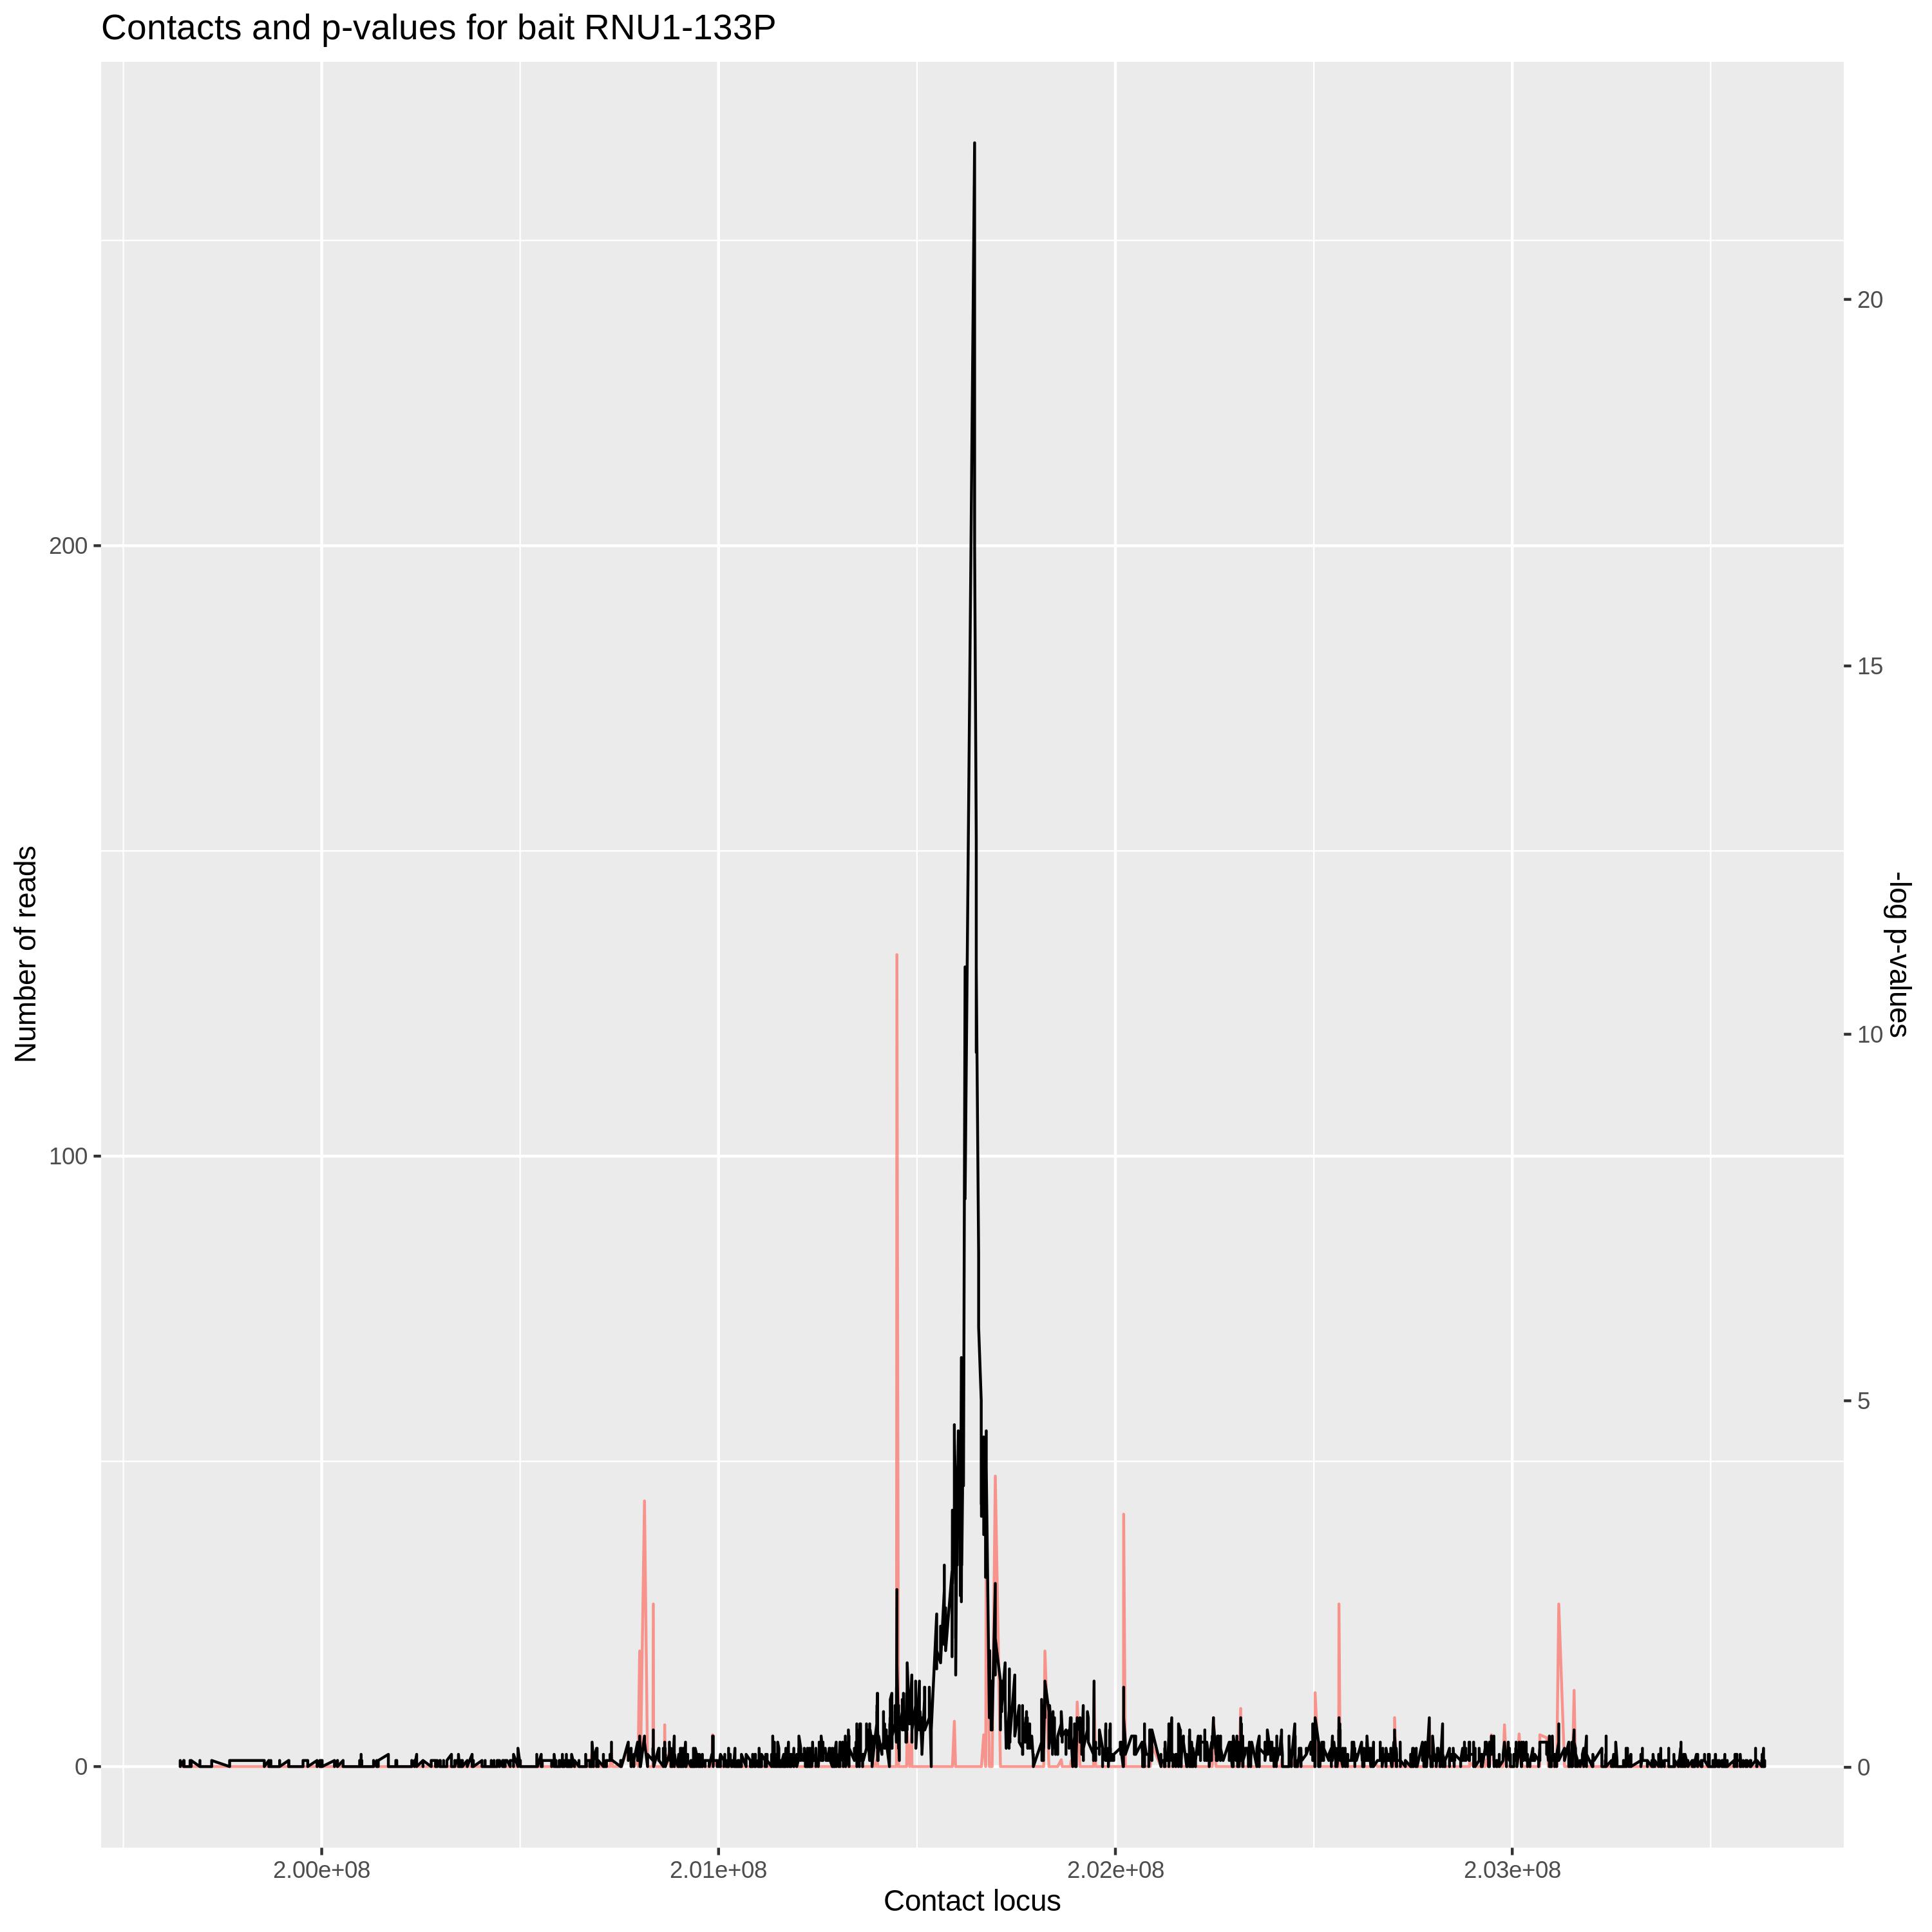 Contacts and p-values for bait RNU1-133P
Number of reads
200
100
0
20
15
10
5
0
-log p-values
2.00e+08 2.01e+08 2.02e+08 2.03e+08
Contact locus